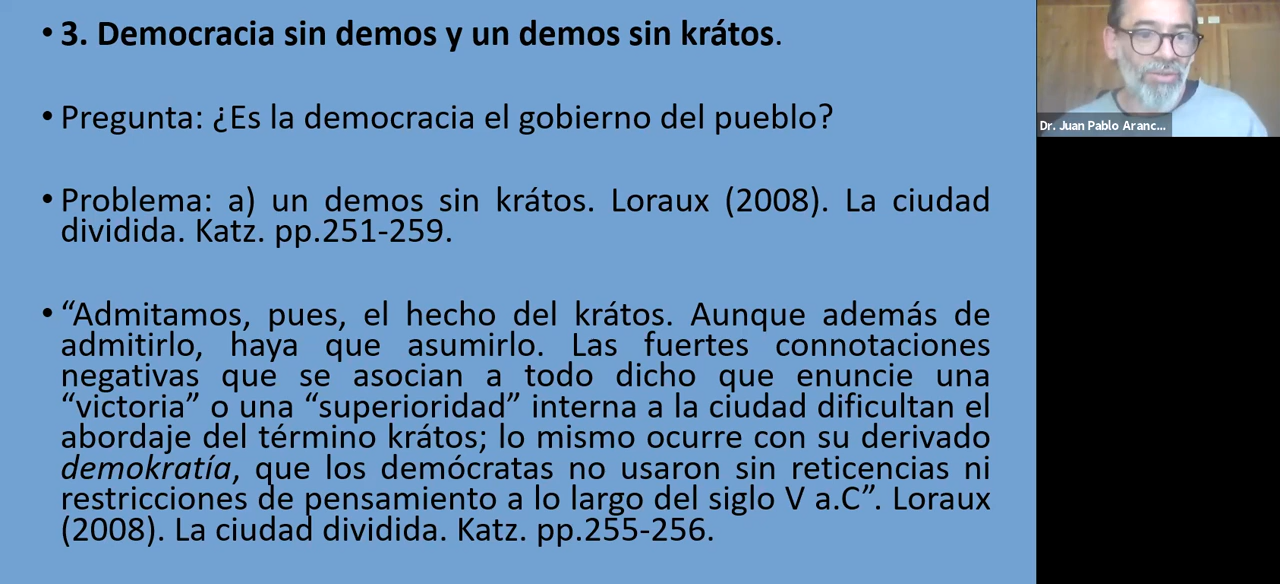 • 3. Democracia sin demos y un demos sin krátos.
• Pregunta: ¿Es la democracia el gobierno del pueblo?
• Problema: a) un demos sin krátos. Loraux (2008). La ciudad
dividida. Katz. pp.251-259.
• “Admitamos, pues, el hecho del krátos. Aunque además de
admitirlo, haya que asumirlo. Las fuertes connotaciones
negativas que se asocian a todo dicho que enuncie una
“victoria” o una “superioridad” interna a la ciudad dificultan el
abordaje del término krátos; lo mismo ocurre con su derivado
demokratía, que los demócratas no usaron sin reticencias ni
restricciones de pensamiento a lo largo del siglo V a.C”. Loraux
(2008). La ciudad dividida. Katz. pp.255-256.
Dr. Juan Pablo Aranc...